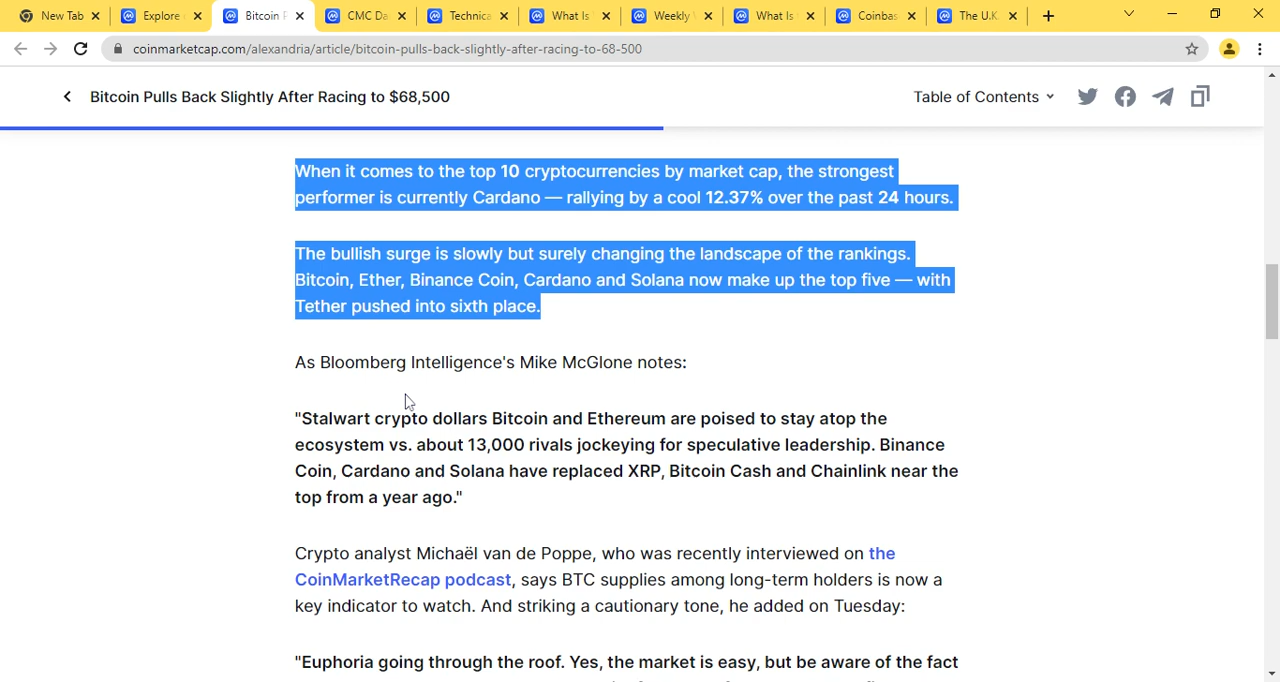 New Tab
Explore
Bitcoin P
CMC Da
Technica
What Is
Weekly
What Is
Coinbas
The U.K.
coinmarketcap.com/alexandria/article/bitcoin-pulls-back-slightly-after-racing-to-68-500
Bitcoin Pulls Back Slightly After Racing to $68,500
Table of Contents
When it comes to the top 10 cryptocurrencies by market cap, the strongest
performer is currently Cardano — rallying by a cool 12.37% over the past 24 hours.
The bullish surge is slowly but surely changing the landscape of the rankings.
Bitcoin, Ether, Binance Coin, Cardano and Solana now make up the top five — with
Tether pushed into sixth place.
As Bloomberg Intelligence's Mike McGlone notes:
"Stalwart crypto dollars Bitcoin and Ethereum are poised to stay atop the
ecosystem vs. about 13,000 rivals jockeying for speculative leadership. Binance
Coin, Cardano and Solana have replaced XRP, Bitcoin Cash and Chainlink near the
top from a year ago."
Crypto analyst Michaël van de Poppe, who was recently interviewed on the
CoinMarketRecap podcast, says BTC supplies among long-term holders is now a
key indicator to watch. And striking a cautionary tone, he added on Tuesday:
"Euphoria going through the roof. Yes, the market is easy, but be aware of the fact